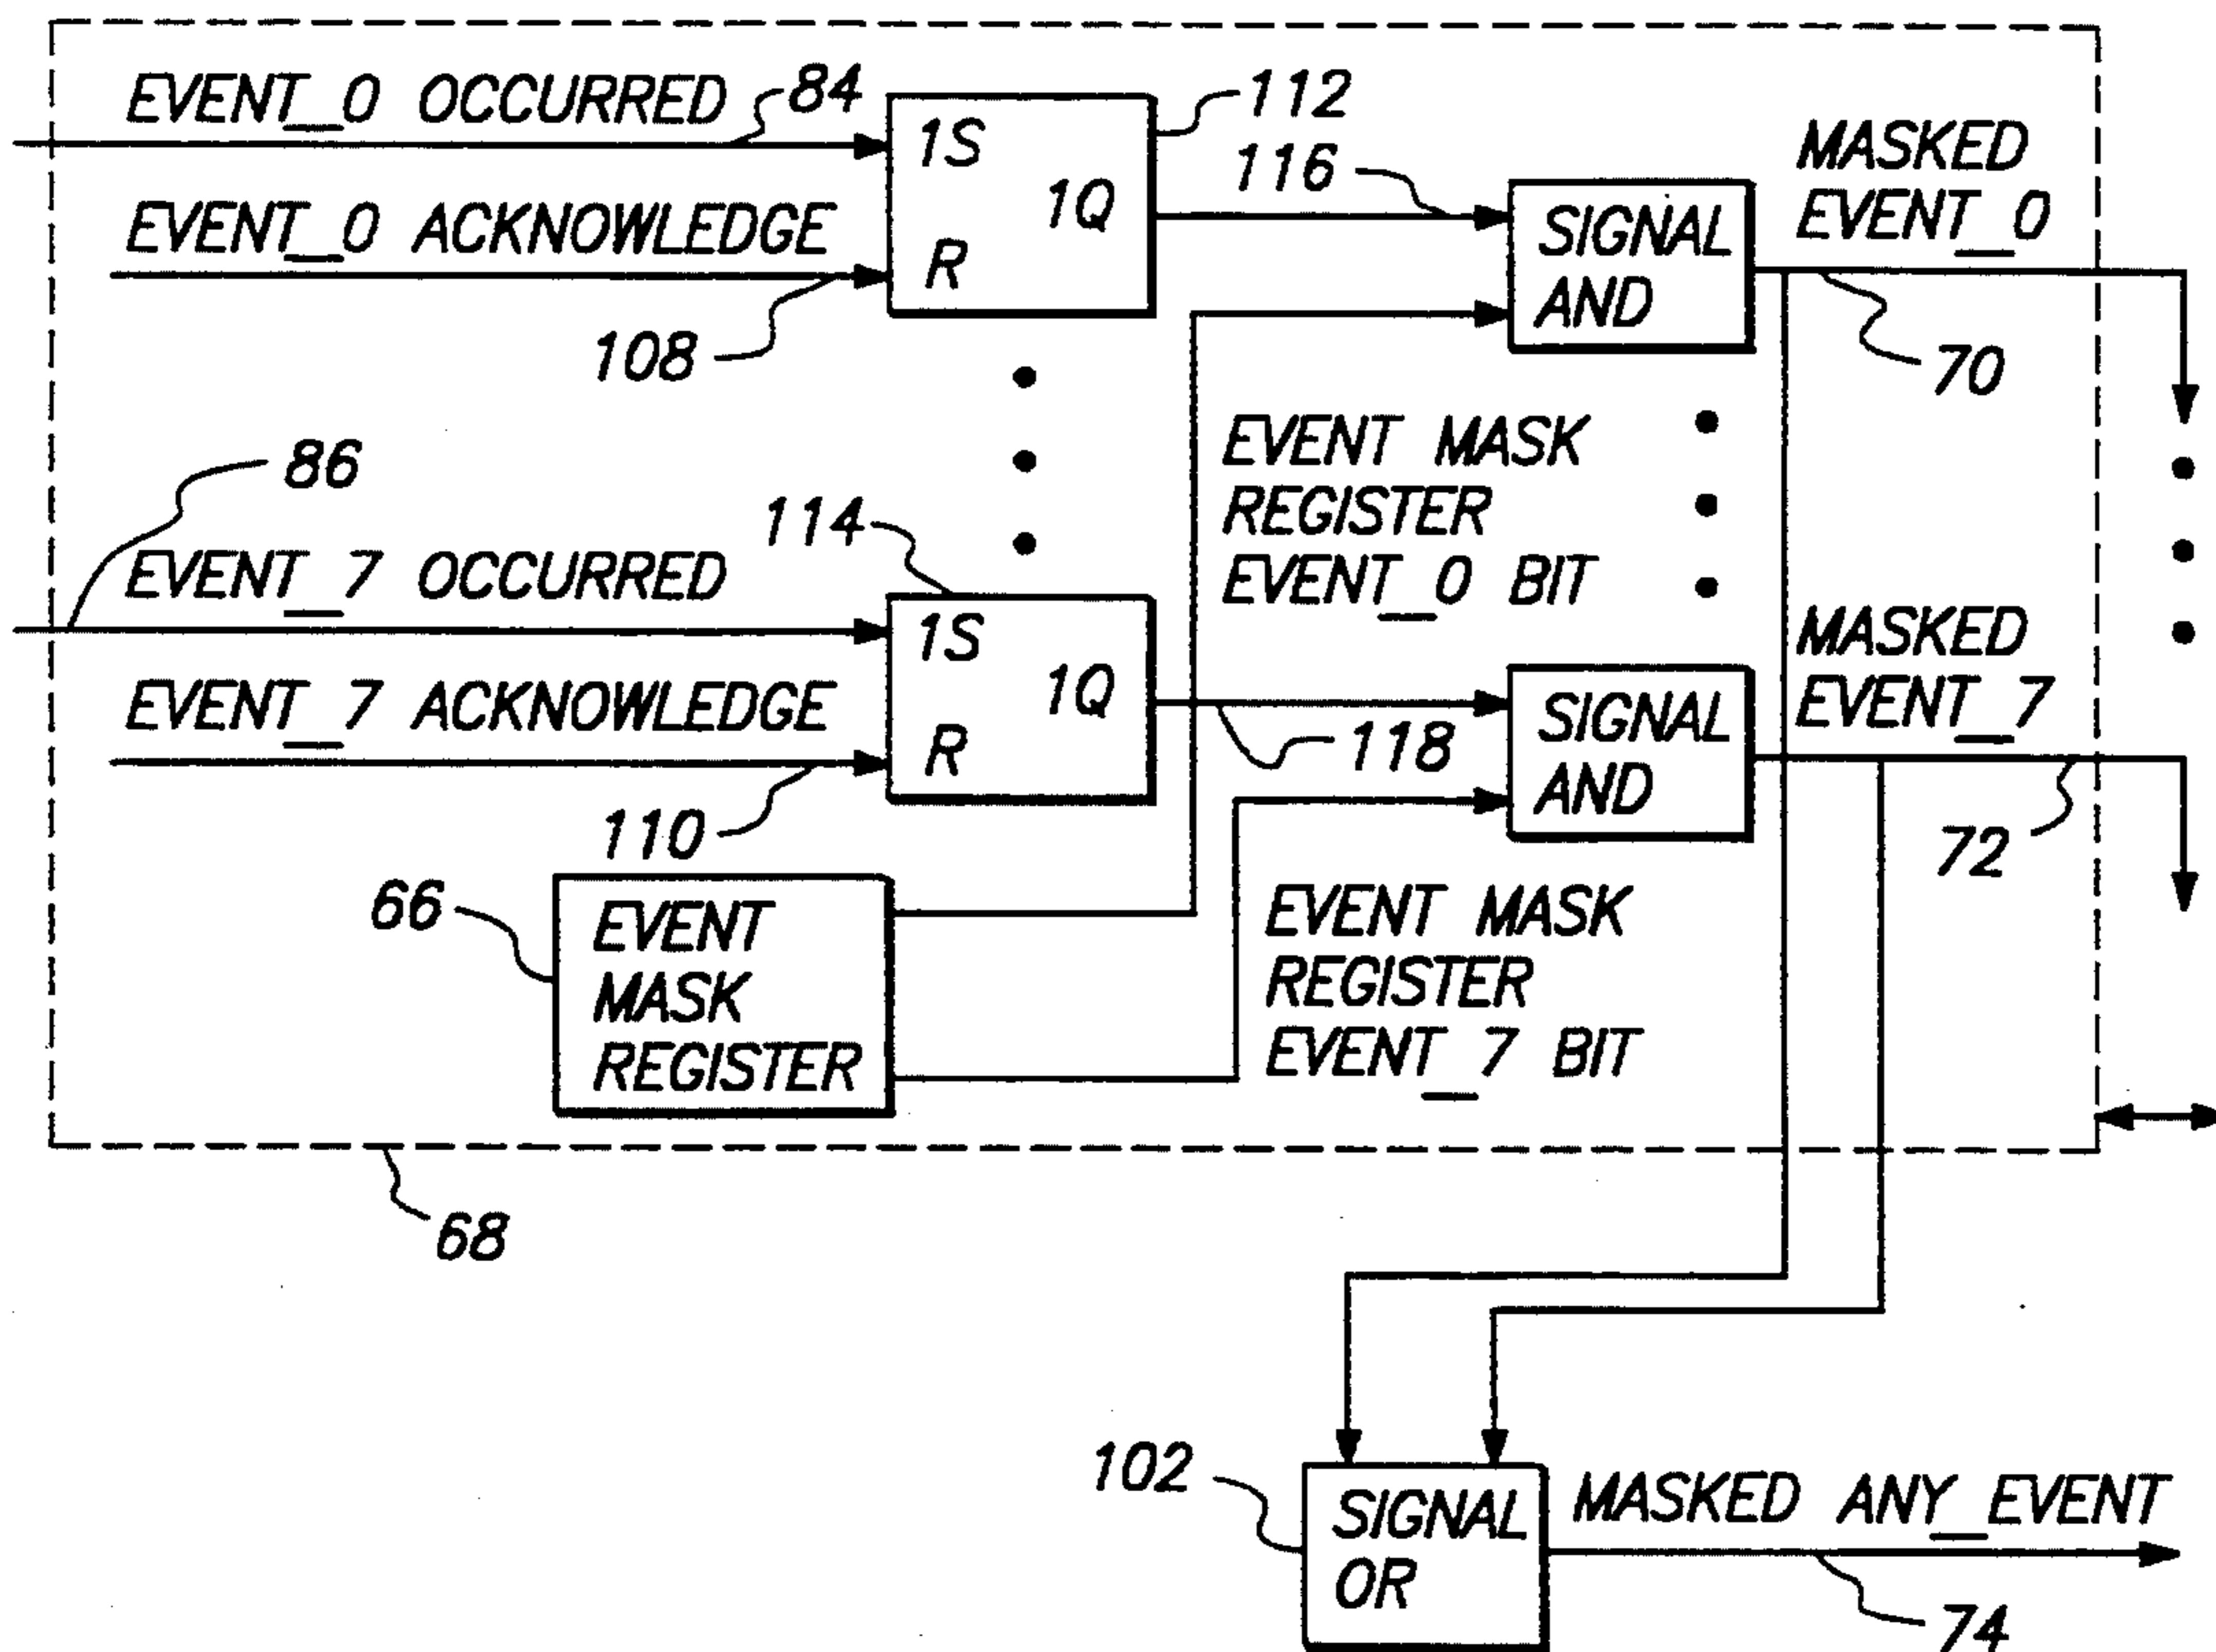 EVENT_0 OCCURRED
84
112
1S
1Q
R
EVENT_0 ACKNOWLEDGE
108
116
SIGNAL
AND
MASKED
EVENT_0
70
86
EVENT_7 OCCURRED
114
1S
1Q
R
EVENT_7 ACKNOWLEDGE
110
EVENT MASK
REGISTER
EVENT_0 BIT
118
SIGNAL
AND
MASKED
EVENT_7
72
66
EVENT
MASK
REGISTER
EVENT MASK
REGISTER
EVENT_7 BIT
68
102
SIGNAL
OR
MASKED ANY_EVENT
74